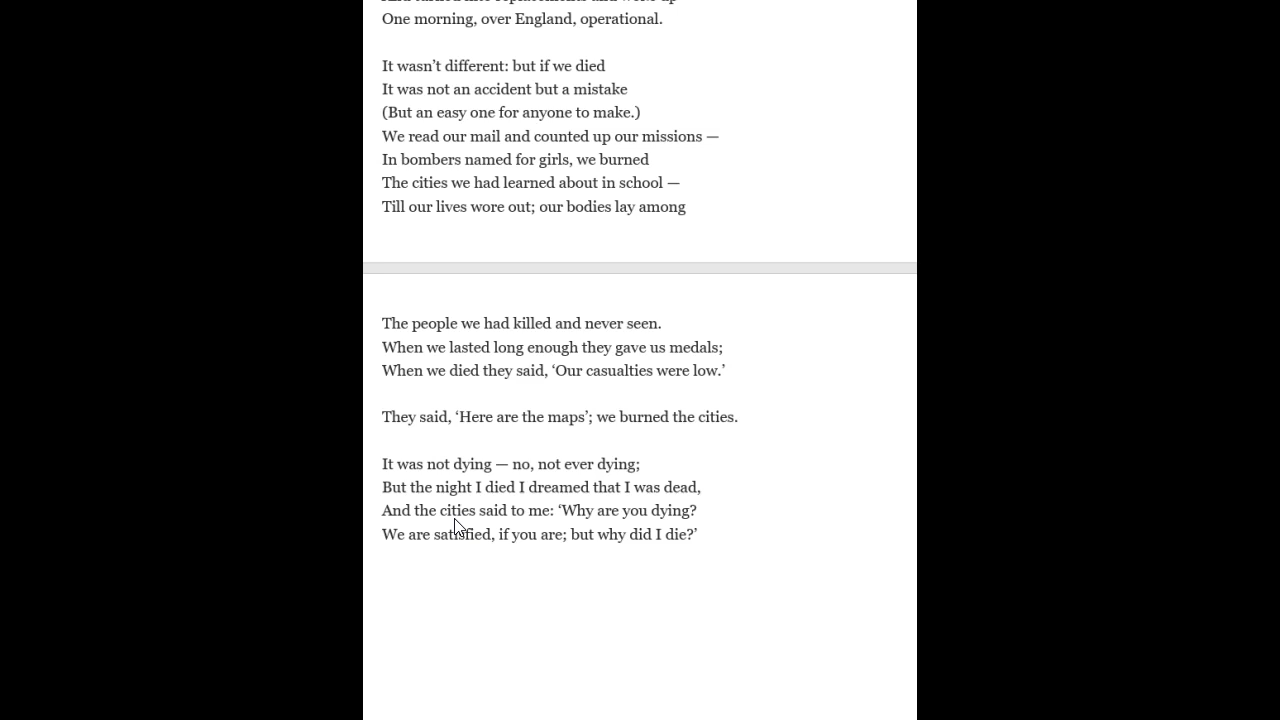 One morning, over England, operational.
It wasn’t different: but if we died
It was not an accident but a mistake
(But an easy one for anyone to make.)
We read our mail and counted up our missions —
In bombers named for girls, we burned
The cities we had learned about in school —
Till our lives wore out; our bodies lay among
The people we had killed and never seen.
When we lasted long enough they gave us medals;
When we died they said, ‘Our casualties were low.’
They said, ‘Here are the maps’; we burned the cities.
It was not dying — no, not ever dying;
But the night I died I dreamed that I was dead,
And the cities said to me: ‘Why are you dying?
We are satisfied, if you are; but why did I die?’